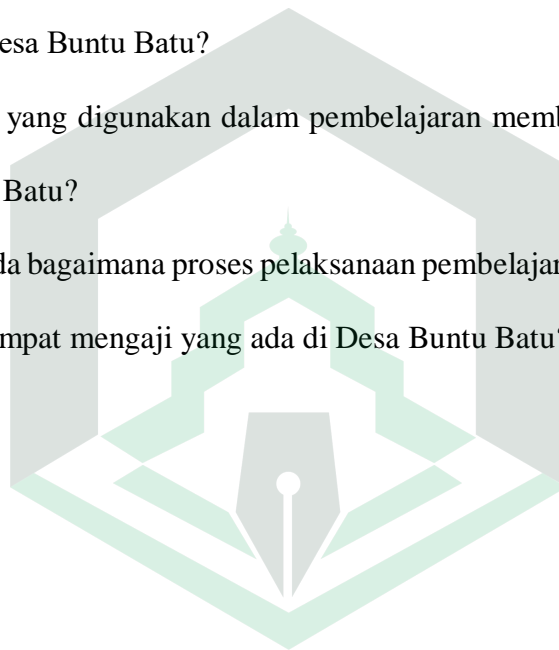 esa Buntu Batu?
yang digunakan dalam pembelajaran memb
Batu?
da bagaimana proses pelaksanaan pembelajar
mpat mengaji yang ada di Desa Buntu Batu?